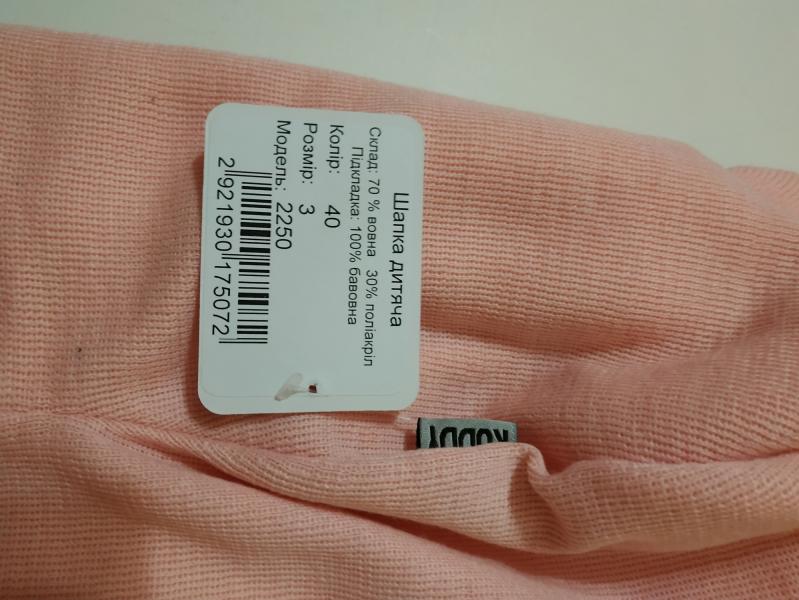 Шапка дитяча
Склад: 70 % вовна 30% поліакріл
Підкладка: 100% бавовна
Колір: 40
Розмір: 3
Модель: 2250
2 921930 175072